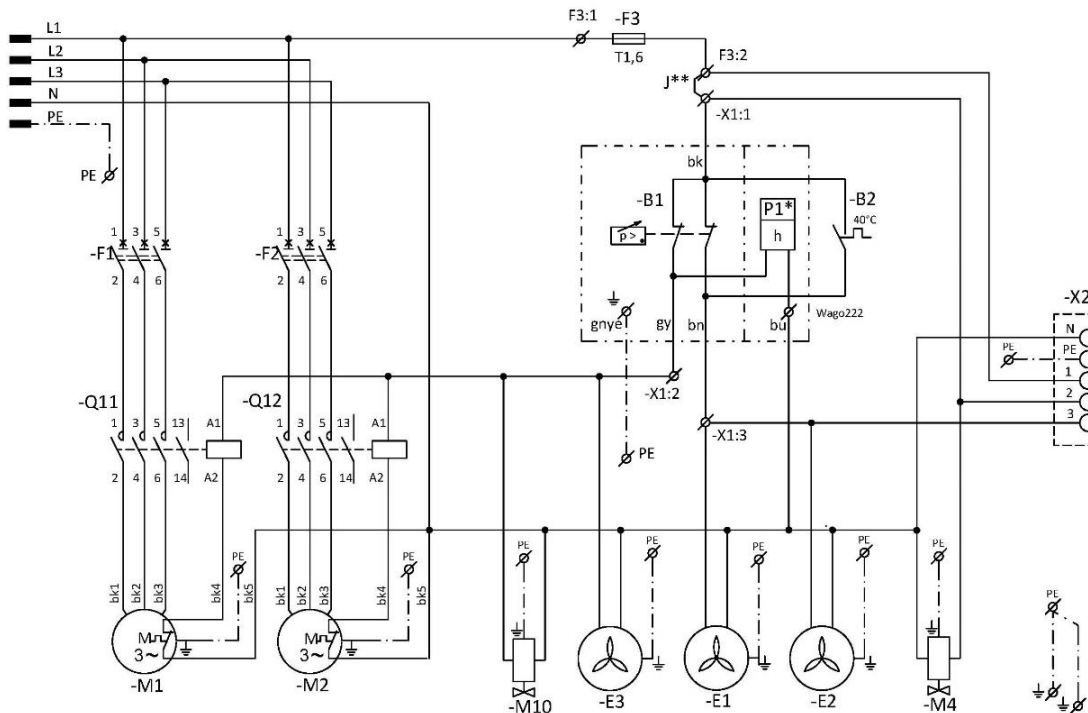 L1
F3:1
-F3
L2
T1,6
F3:2
L3
J**
N
-X1:1
PE
PE
bk
-B1
P1*
-B2
40°C
p>
h
1 3 5
1 3 5
-F1
-F2
2 4 6
2 4 6
-X2
gnye
gy
bn
bu
Wago222
N
PE
PE
1
-X1:2
2
-Q11
-Q12
3
1 3 5 13
A1
1 3 5 13
A1
-X1:3
PE
2 4 6 14
A2
2 4 6 14
A2
PE
PE
PE
PE
PE
PE
PE
bk1
bk2
bk3
bk4
bk5
bk1
bk2
bk3
bk4
bk5
PE
M
3~
M
3~
-M1
-M2
-M10
-E3
-E1
-E2
-M4